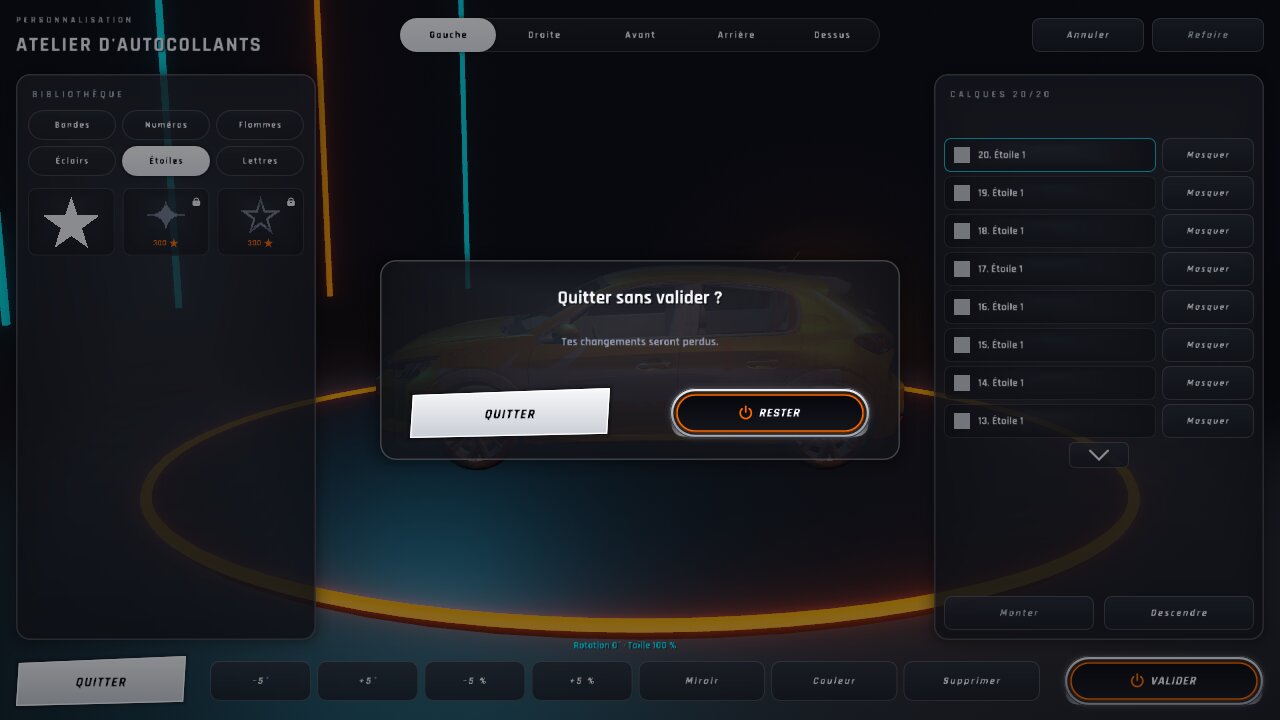 PERSONNALISATION
ATELIER D'AUTOCOLLANTS
Gauche
Droite
Avant
Arrière
Dessus
Annuler
Refaire
BIBLIOTHÈQUE
Bandes
Numéros
Flammes
Éclairs
Étoiles
Lettres
300 ★
300 ★
CALQUES 20/20
20. Étoile 1
Masquer
19. Étoile 1
Masquer
18. Étoile 1
Masquer
17. Étoile 1
Masquer
16. Étoile 1
Masquer
15. Étoile 1
Masquer
14. Étoile 1
Masquer
13. Étoile 1
Masquer
Monter
Descendre
Quitter sans valider ?
Tes changements seront perdus.
QUITTER
RESTER
Rotation 0° · Taille 100 %
QUITTER
-5°
+5°
-5 %
+5 %
Miroir
Couleur
Supprimer
VALIDER